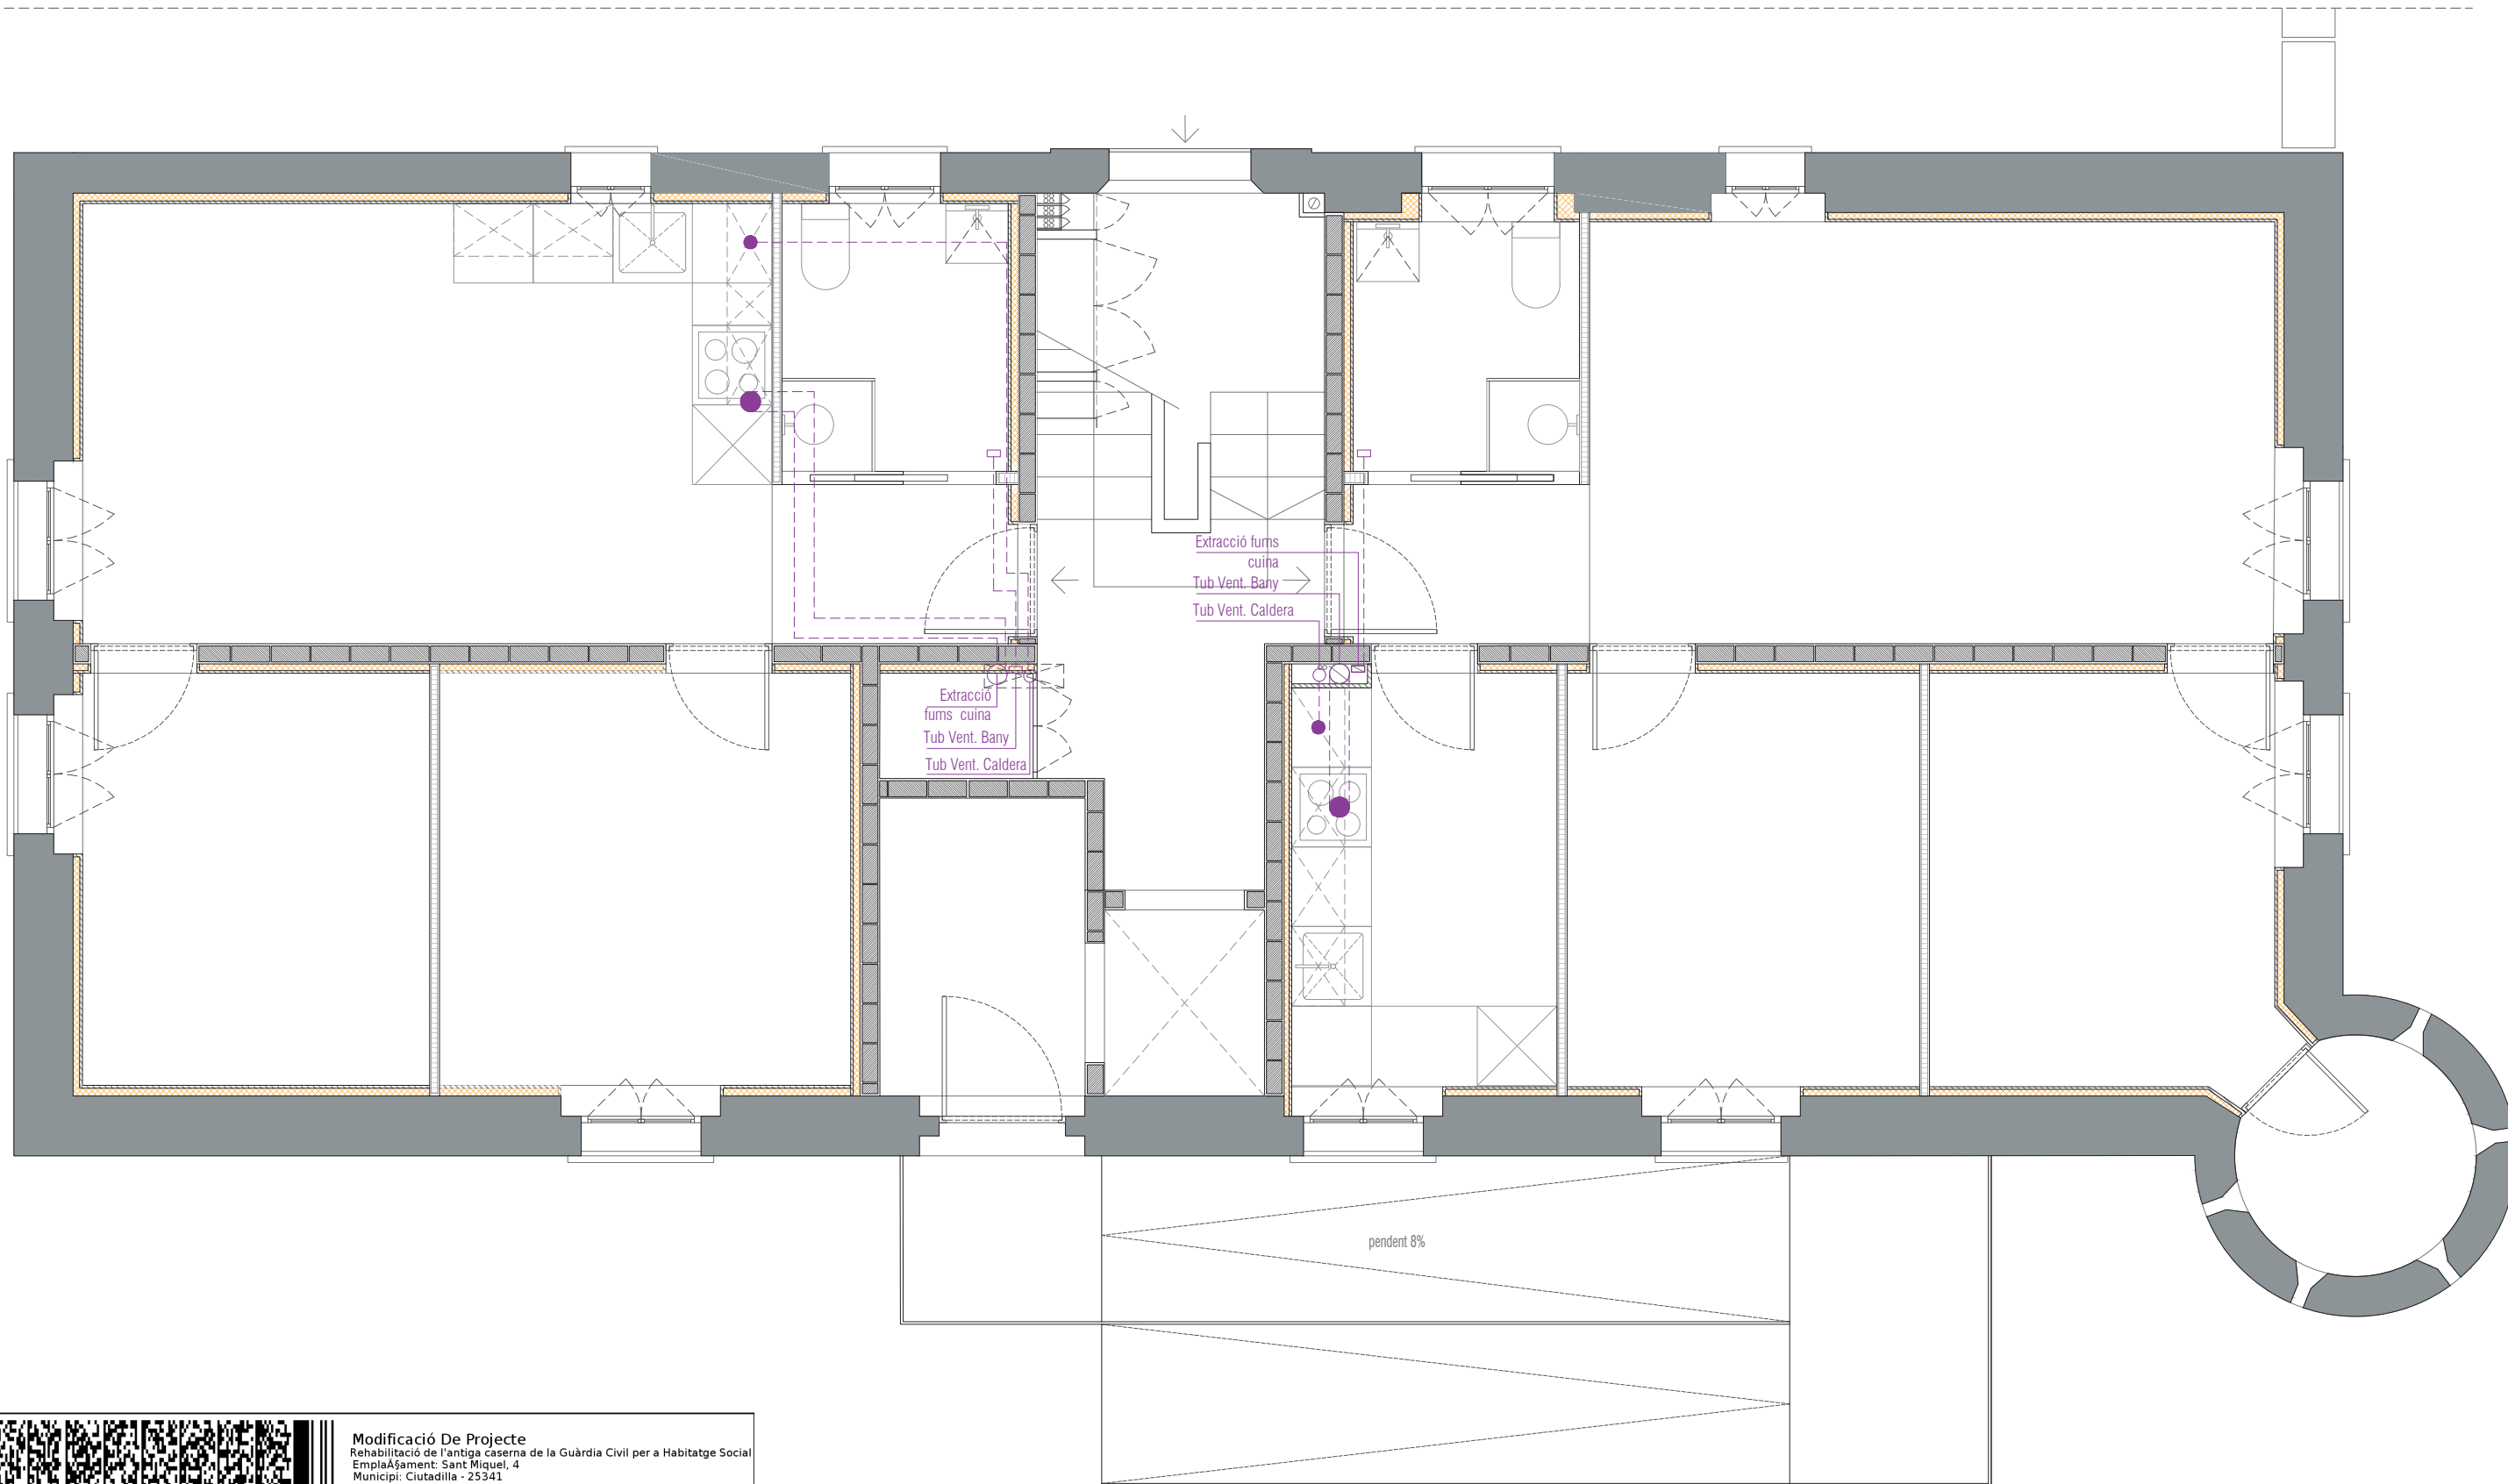 Extracció fums
cuina
Tub Vent. Bany
Tub Vent. Caldera
Extracció
fums cuina
Tub Vent. Bany
Tub Vent. Caldera
pendent 8%
Modificació De Projecte
Rehabilitació de l'antiga caserna de la Guàrdia Civil per a Habitatge Social
EmplaÃ§ament: Sant Miquel, 4
Municipi: Ciutadilla - 25341